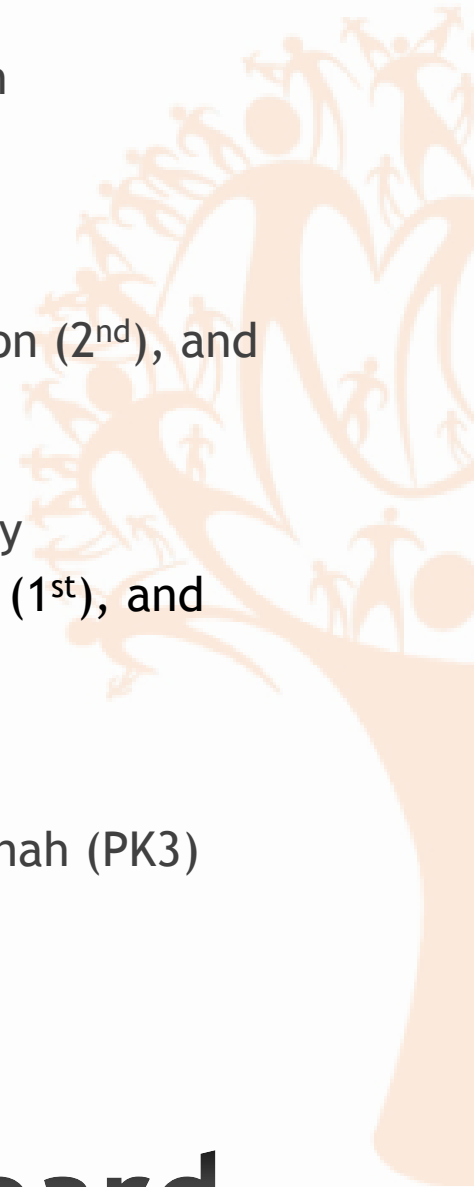 n
on (2nd), and
y
(1st), and
nah (PK3)
oard